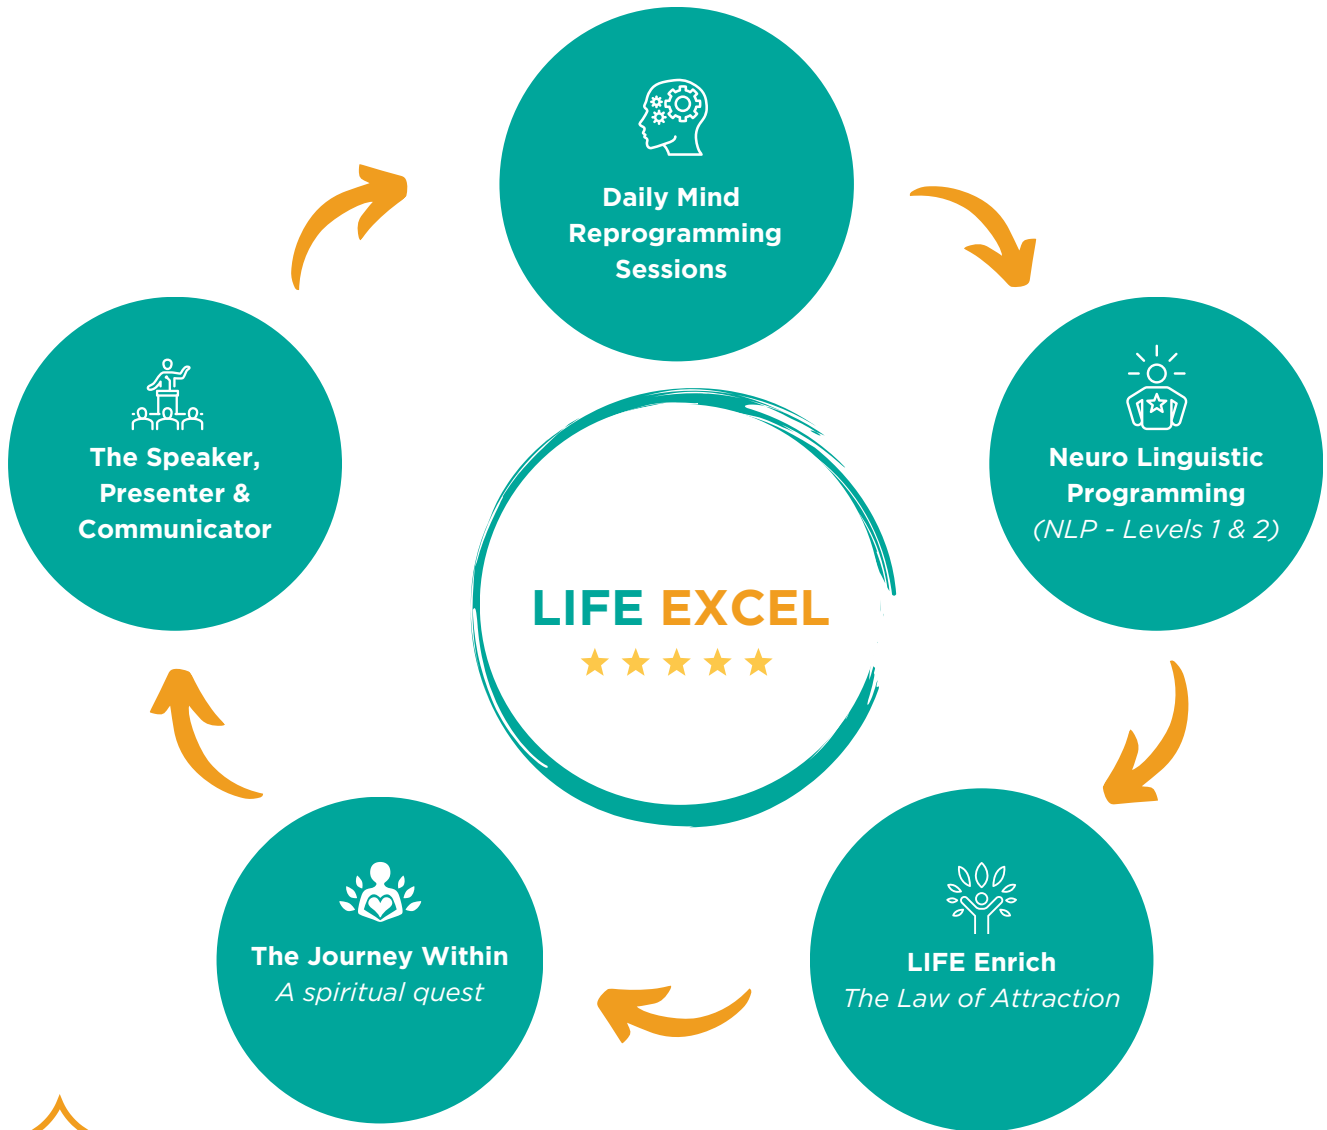 Daily Mind
Reprogramming
Sessions
Neuro Linguistic
Programming
(NLP - Levels 1 & 2)
LIFE Enrich
The Law of Attraction
The Journey Within
A spiritual quest
The Speaker,
Presenter &
Communicator
LIFE EXCEL